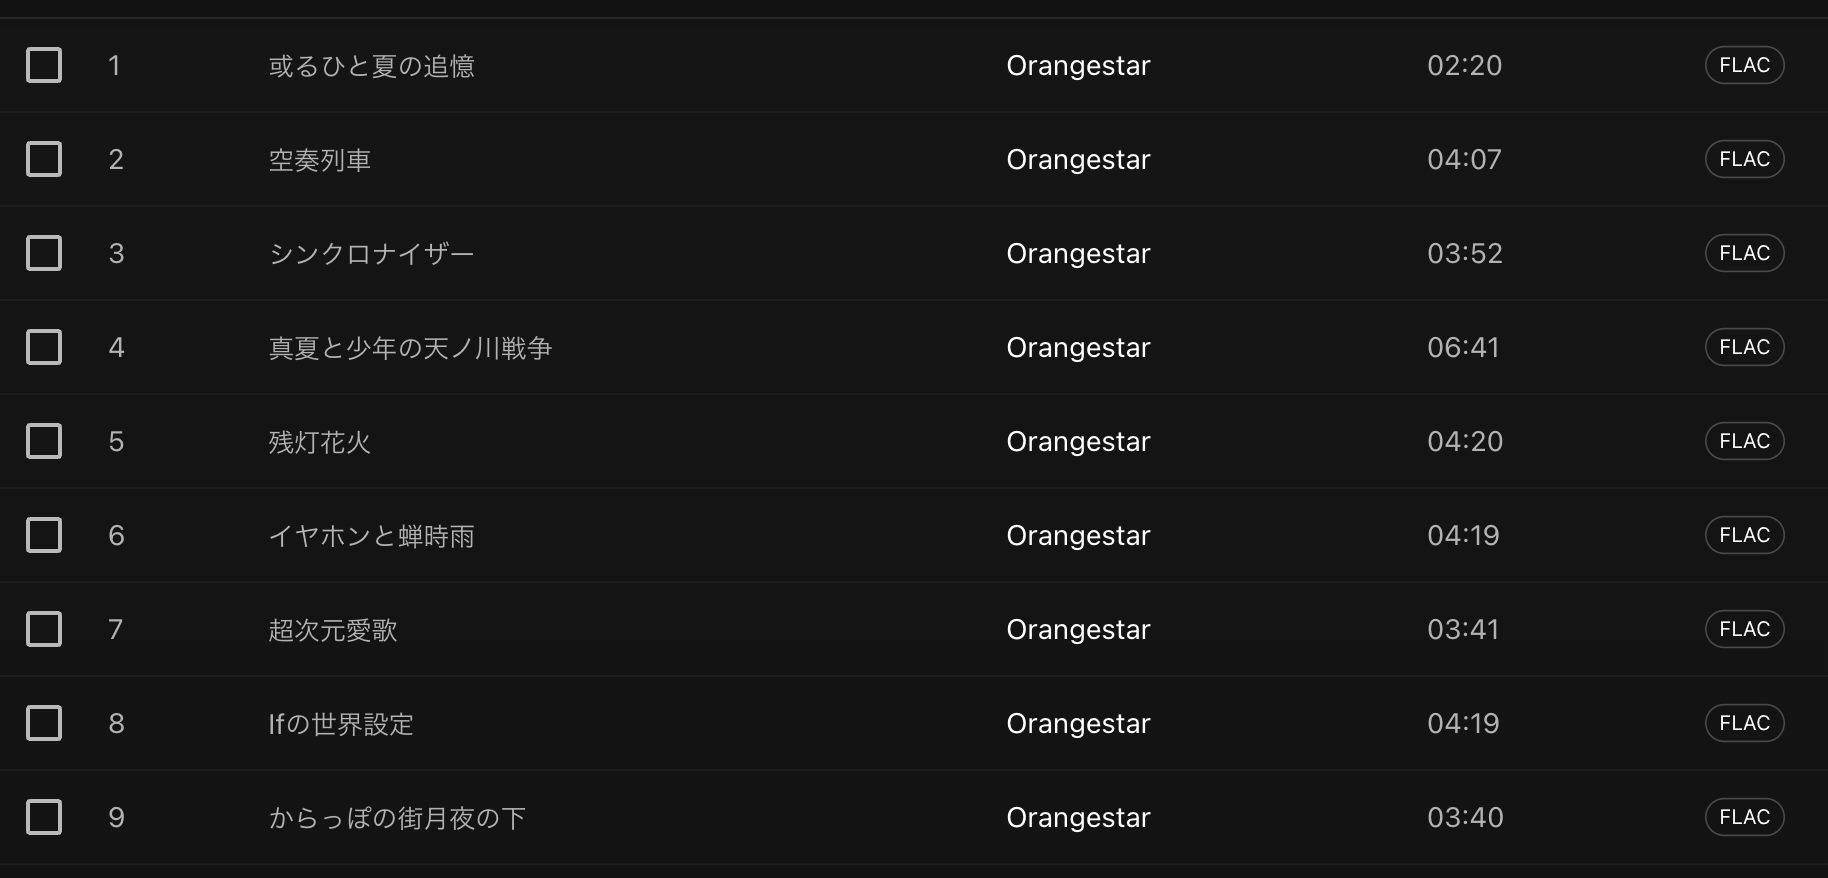 1 或るひと夏の追憶 Orangestar 02:20 FLAC
2 空奏列車 Orangestar 04:07 FLAC
3 シンクロナイザー Orangestar 03:52 FLAC
4 真夏と少年の天ノ川戦争 Orangestar 06:41 FLAC
5 残灯花火 Orangestar 04:20 FLAC
6 イヤホンと蝉時雨 Orangestar 04:19 FLAC
7 超次元愛歌 Orangestar 03:41 FLAC
8 Ifの世界設定 Orangestar 04:19 FLAC
9 からっぽの街月夜の下 Orangestar 03:40 FLAC